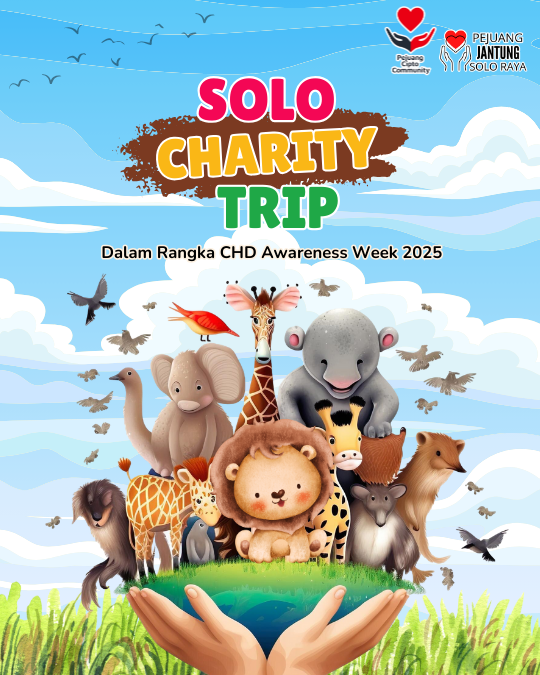 Pejuang
Cipto
Community
PEJUANG
JANTUNG
SOLO RAYA
SOLO
CHARITY
TRIP
Dalam Rangka CHD Awareness Week 2025